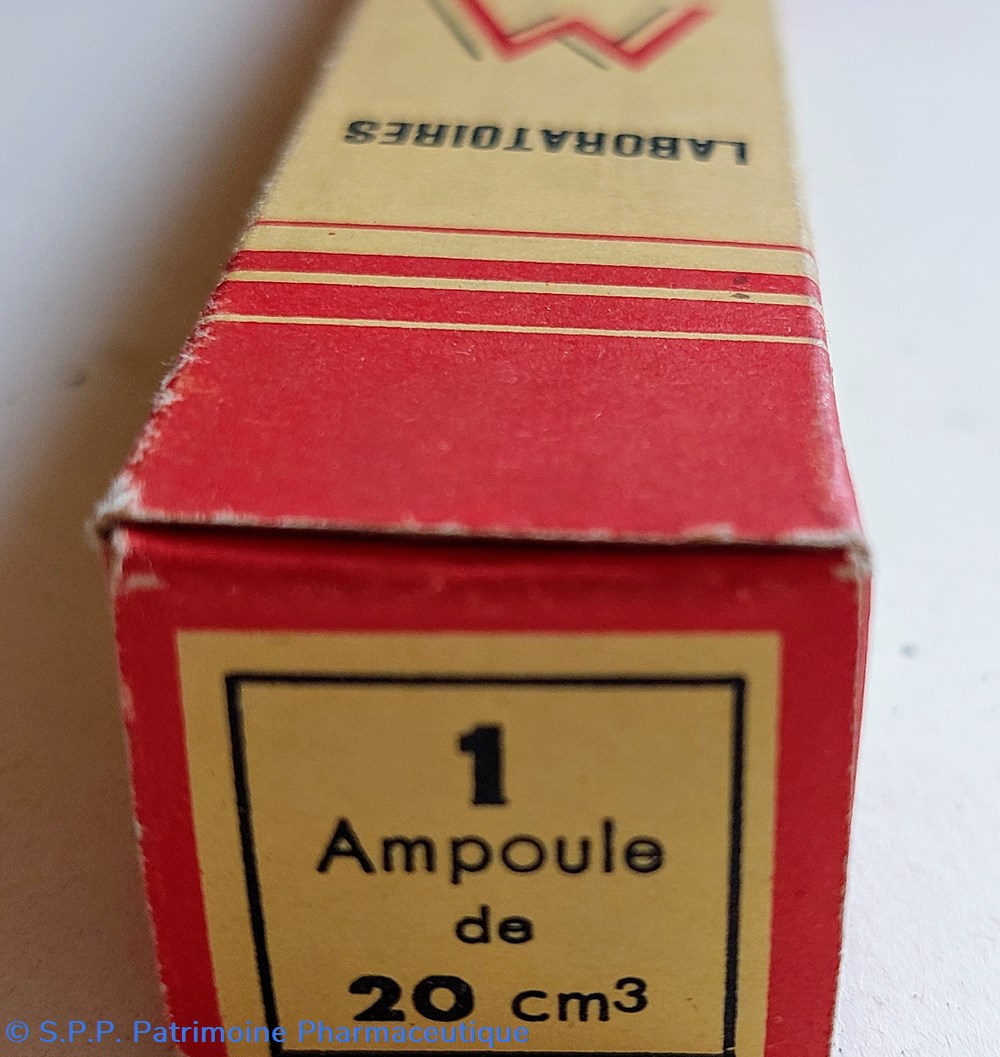 LABORATOIRES
1
Ampoule
de
20 cm³
© S.P.P. Patrimoine Pharmaceutique